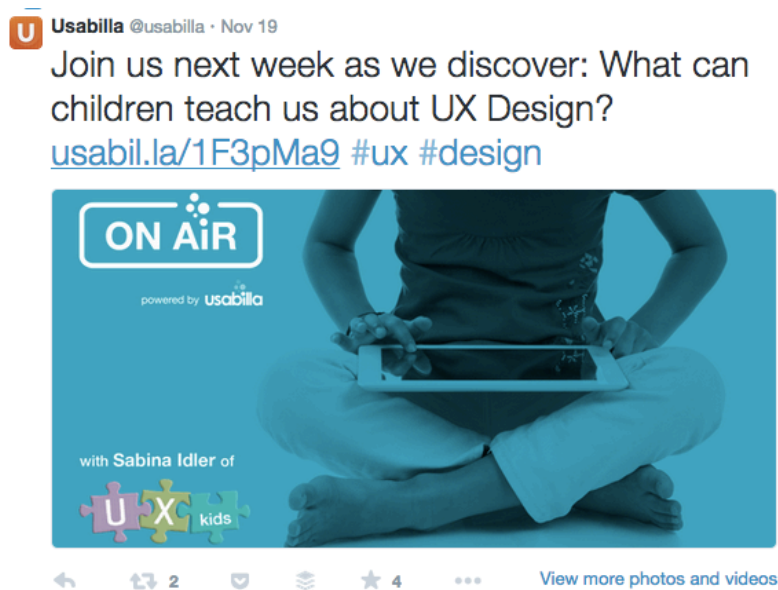 Usabilla @usabilla · Nov 19
Join us next week as we discover: What can
children teach us about UX Design?
usabil.la/1F3pMa9 #ux #design
ON AiR
powered by usabilla
with Sabina Idler of
U X kids
2 4 View more photos and videos